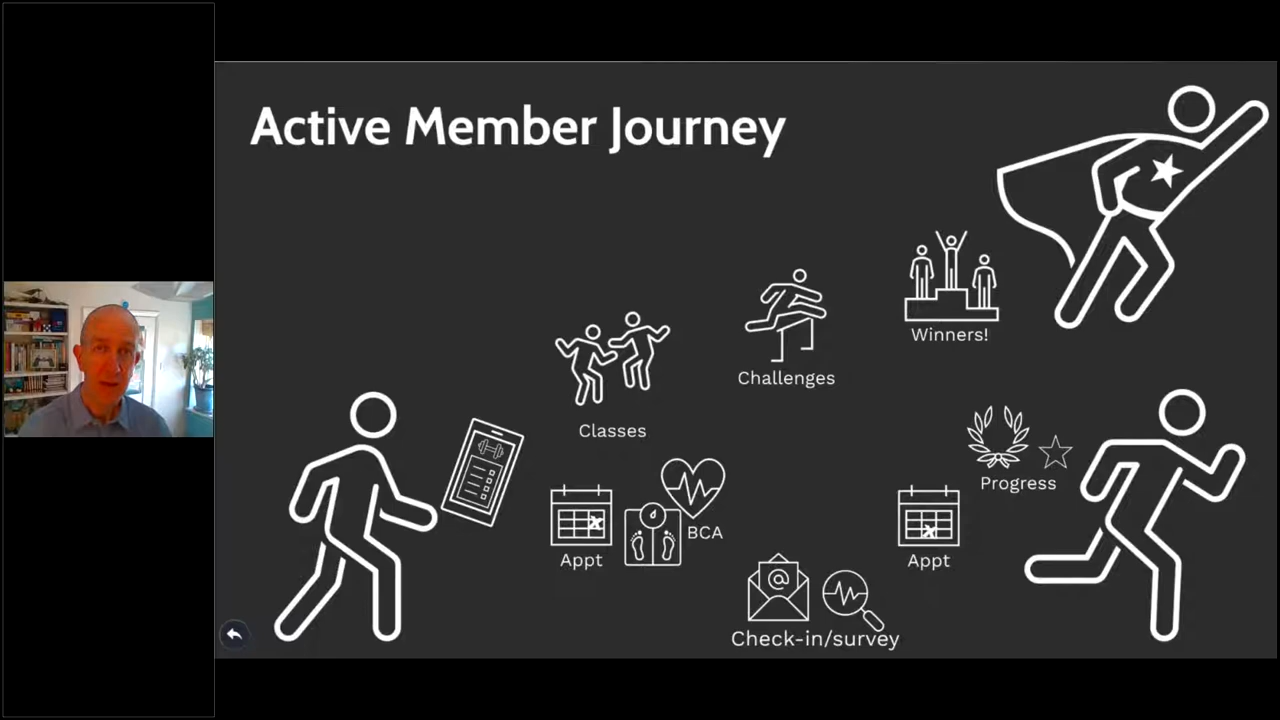 Active Member Journey
Winners!
Challenges
Classes
Progress
BCA
Appt
Appt
@
Check-in/survey